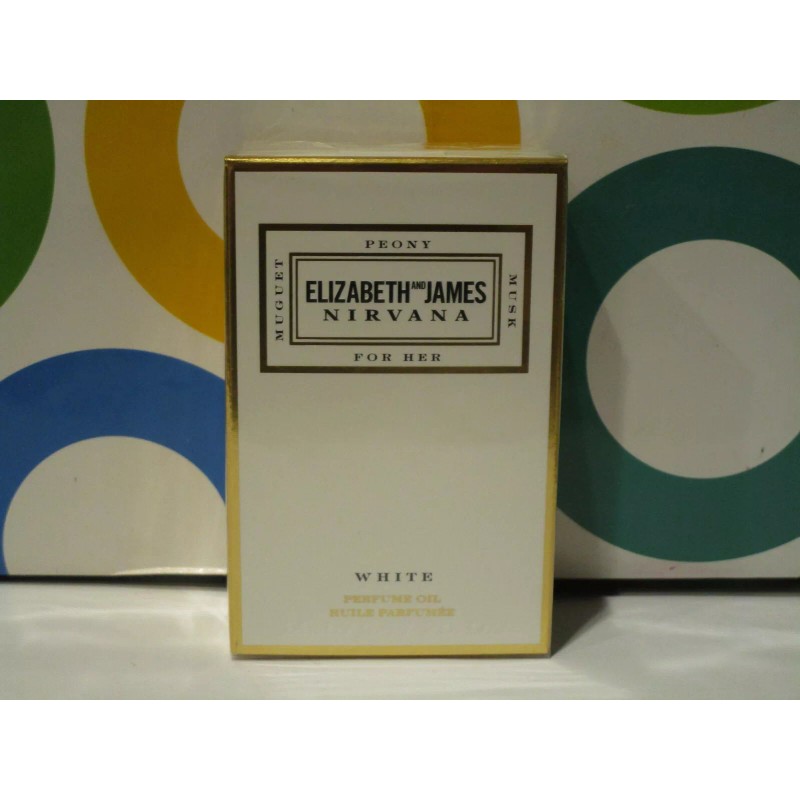 PEONY
MUGUET
ELIZABETH AND JAMES
NIRVANA
MUSK
FOR HER
WHITE
PERFUME OIL
HUILE PARFUMÉE